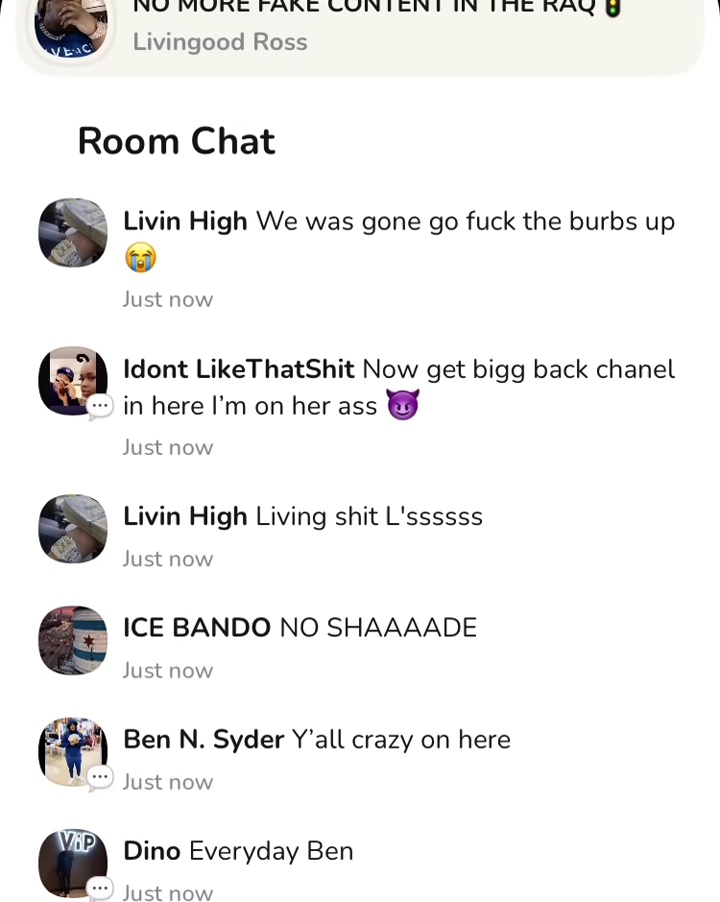 NO MORE FAKE CONTENT IN THE RAQ🚦
Livingood Ross
Room Chat
Livin High We was gone go fuck the burbs up
😭
Just now
Idont LikeThatShit Now get bigg back chanel
in here I'm on her ass 😈
Just now
Livin High Living shit L'ssssss
Just now
ICE BANDO NO SHAAAADE
Just now
Ben N. Syder Y'all crazy on here
Just now
ViP
Dino Everyday Ben
Just now